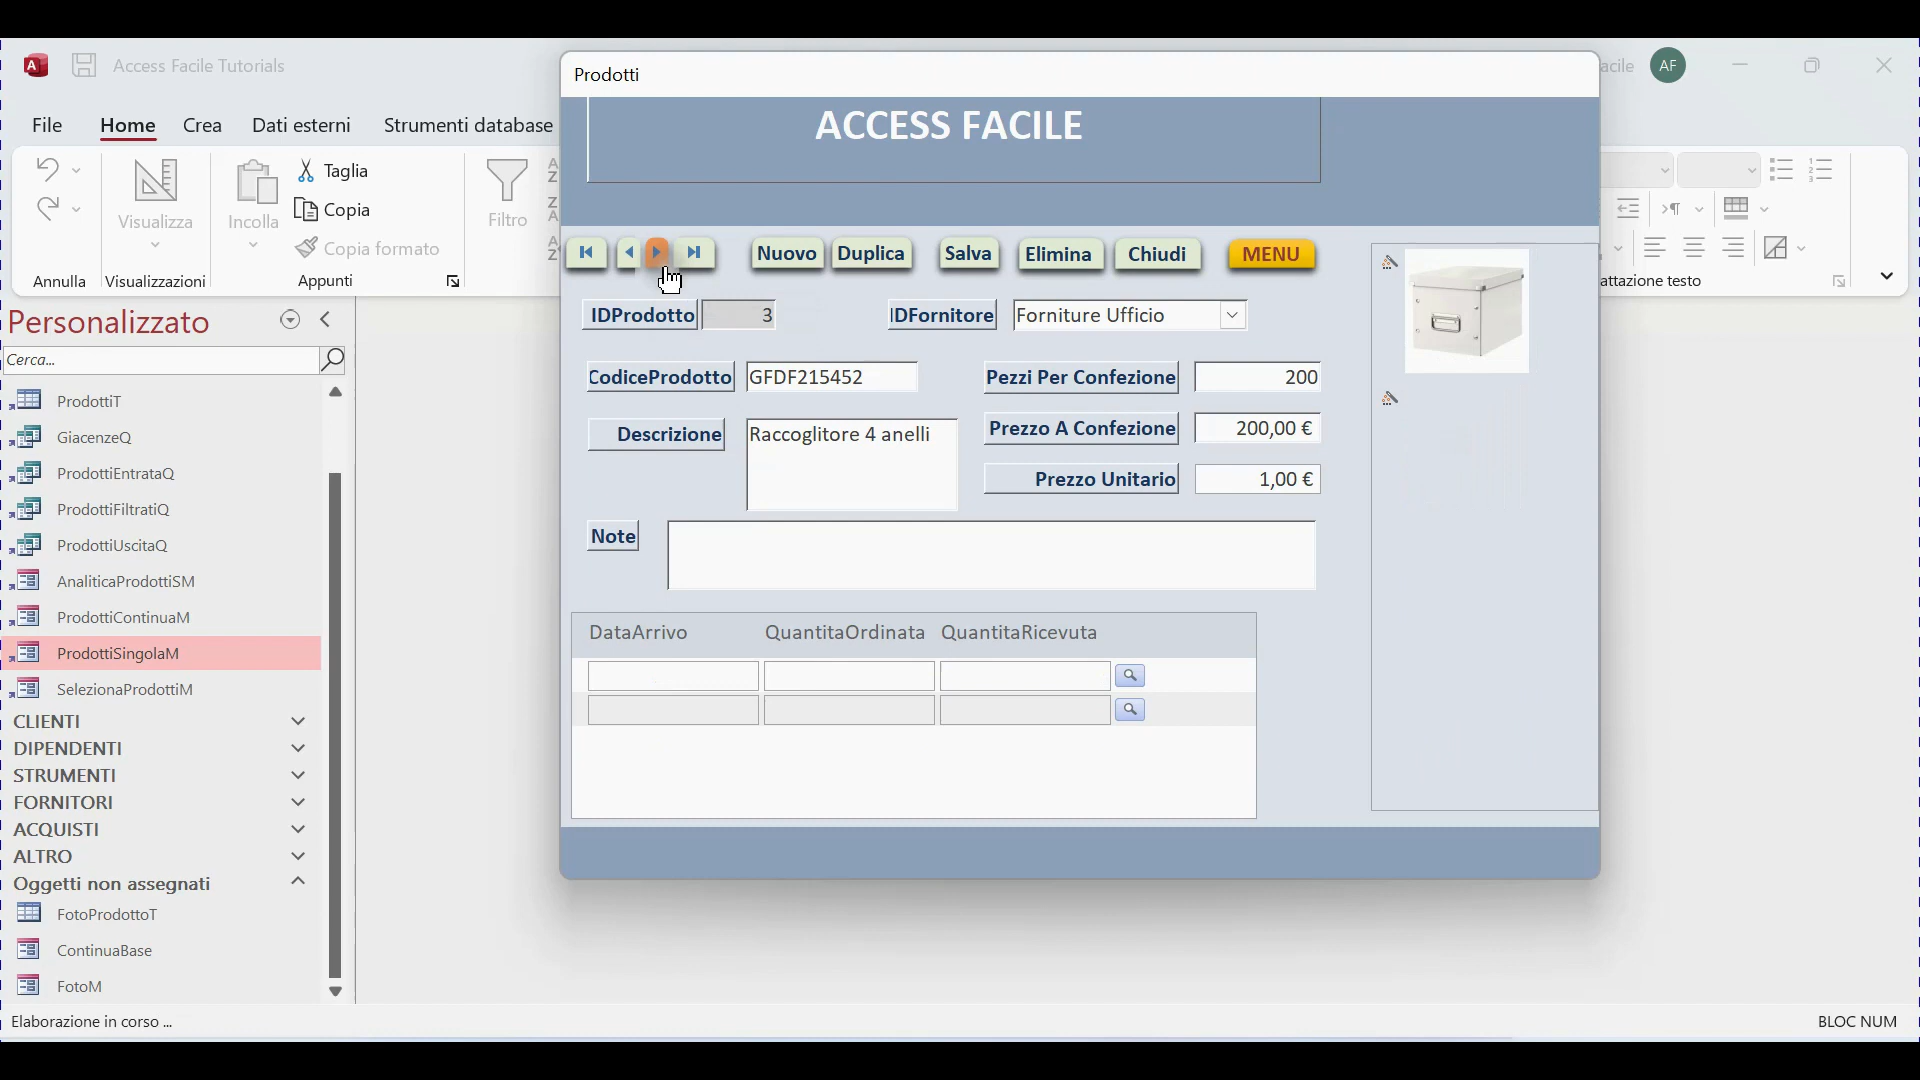 Access Facile Tutorials
Prodotti
acile
AF
File
Home
Crea
Dati esterni
Strumenti database
ACCESS FACILE
Visualizza
Incolla
Taglia
Copia
Copia formato
Filtro
Annulla
Visualizzazioni
Appunti
attazione testo
Nuovo
Duplica
Salva
Elimina
Chiudi
MENU
Personalizzato
Cerca...
IDProdotto
3
IDFornitore
Forniture Ufficio
CodiceProdotto
GFDF215452
Pezzi Per Confezione
200
Descrizione
Raccoglitore 4 anelli
Prezzo A Confezione
200,00 €
Prezzo Unitario
1,00 €
Note
DataArrivo
QuantitaOrdinata
QuantitaRicevuta
ProdottiT
GiacenzeQ
ProdottiEntrataQ
ProdottiFiltratiQ
ProdottiUscitaQ
AnaliticaProdottiSM
ProdottiContinuaM
ProdottiSingolaM
SelezionaProdottiM
CLIENTI
DIPENDENTI
STRUMENTI
FORNITORI
ACQUISTI
ALTRO
Oggetti non assegnati
FotoProdottoT
ContinuaBase
FotoM
Elaborazione in corso ...
BLOC NUM